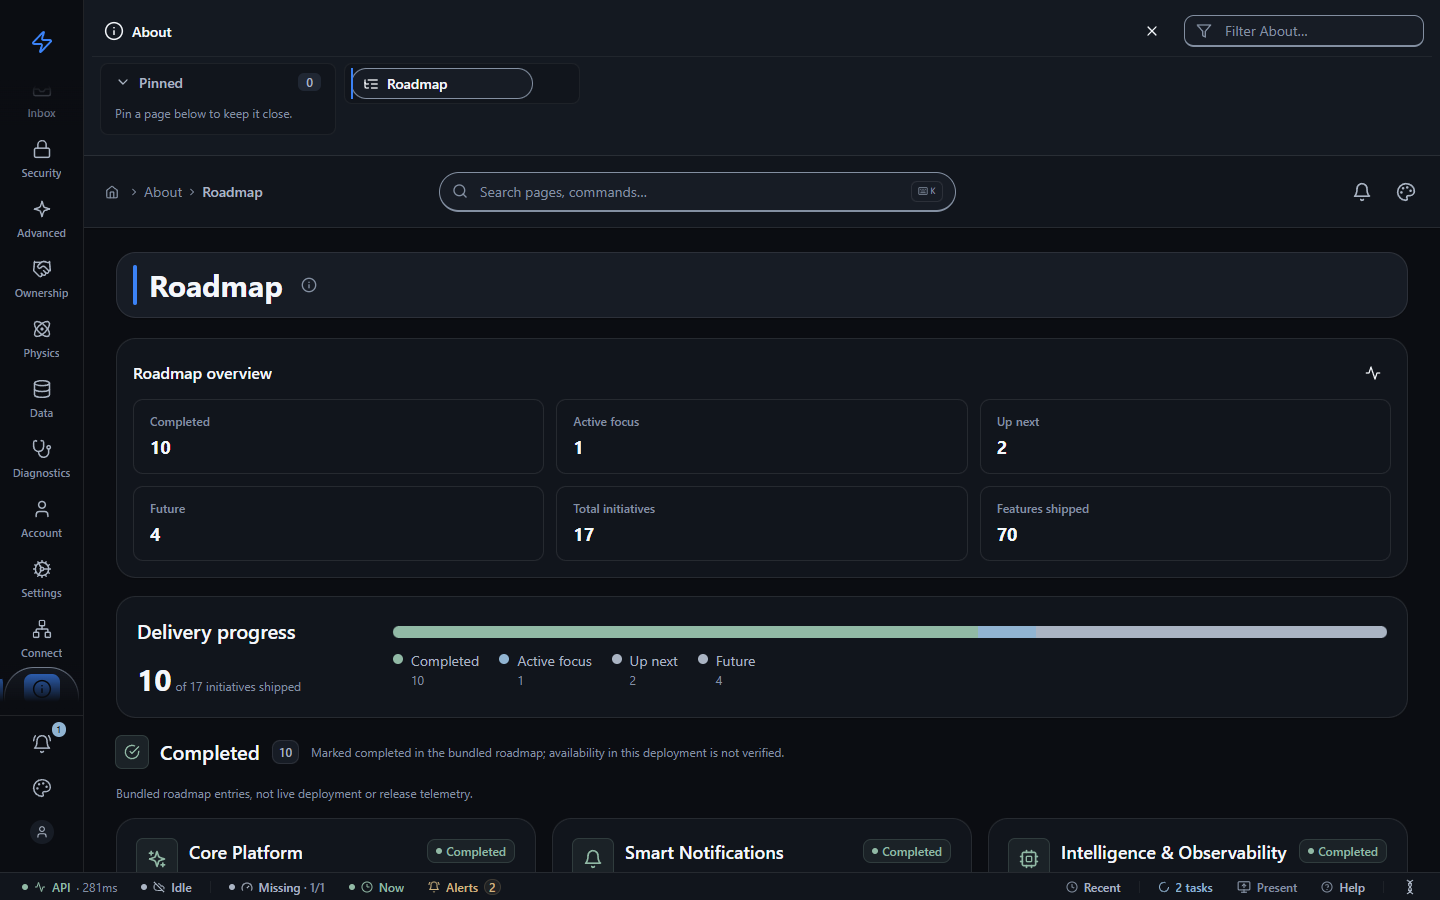 About
Filter About...
Pinned
0
Pin a page below to keep it close.
Roadmap
Inbox
Security
Advanced
Ownership
Physics
Data
Diagnostics
Account
Settings
Connect
1
About
Roadmap
Search pages, commands...
K
Roadmap
Roadmap overview
Completed
10
Active focus
1
Up next
2
Future
4
Total initiatives
17
Features shipped
70
Delivery progress
10 of 17 initiatives shipped
Completed
10
Active focus
1
Up next
2
Future
4
Completed 10 Marked completed in the bundled roadmap; availability in this deployment is not verified.
Bundled roadmap entries, not live deployment or release telemetry.
Core Platform
Completed
Smart Notifications
Completed
Intelligence & Observability
Completed
API · 281ms
Idle
Missing · 1/1
Now
Alerts 2
Recent
2 tasks
Present
Help